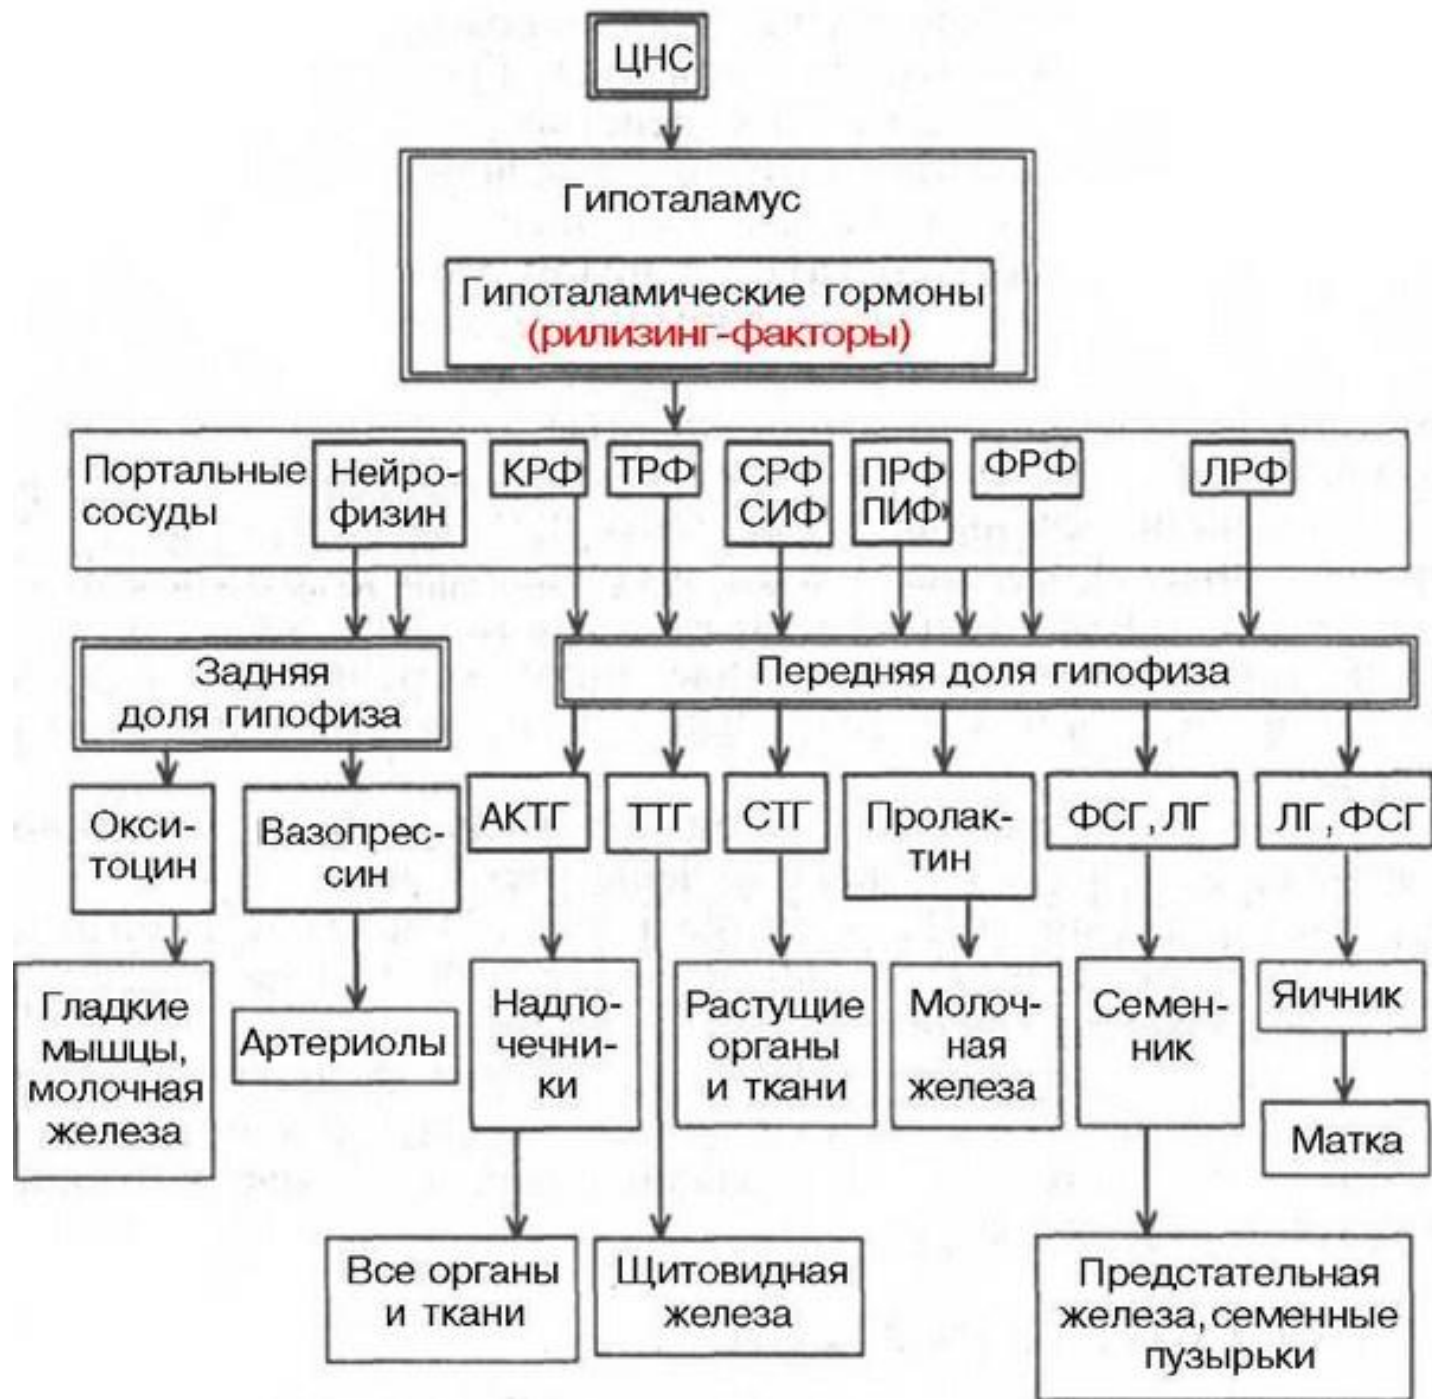 ЦНС
Гипоталамус
Гипоталамические гормоны
(рилизинг-факторы)
Портальные
сосуды
Нейро-
физин
КРФ
ТРФ
СРФ
СИФ
ПРФ
ПИФ
ФРФ
ЛРФ
Задняя
доля гипофиза
Передняя доля гипофиза
Окси-
тоцин
Вазопрес-
син
АКТГ
ТТГ
СТГ
Пролак-
тин
ФСГ, ЛГ
ЛГ, ФСГ
Гладкие
мышцы,
молочная
железа
Артериолы
Надпо-
чечни-
ки
Растущие
органы
и ткани
Молоч-
ная
железа
Семен-
ник
Яичник
Матка
Все органы
и ткани
Щитовидная
железа
Предстательная
железа, семенные
пузырьки